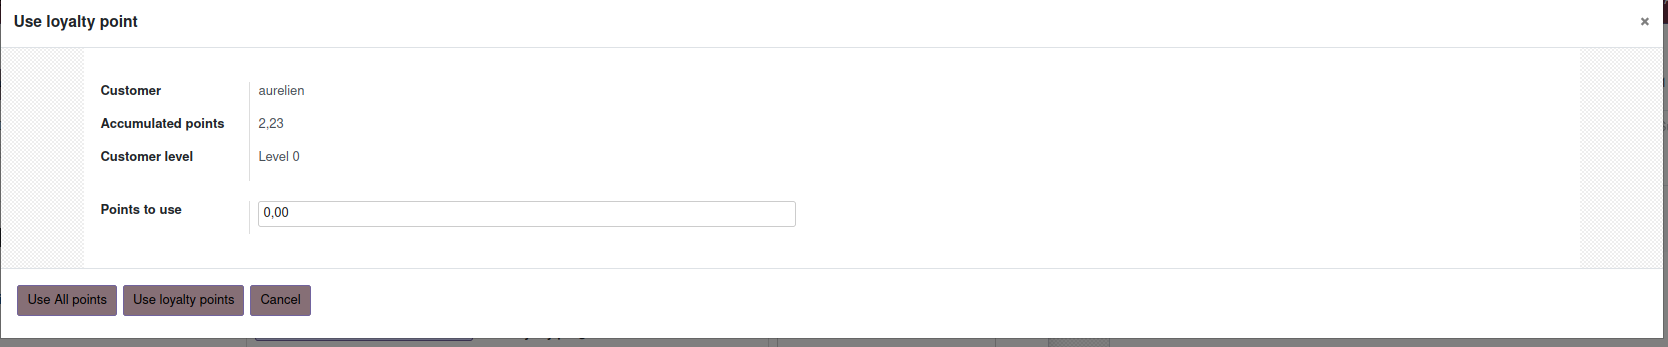 Use loyalty point ×
Customer aurelien
Accumulated points 2,23
Customer level Level 0
Points to use 0,00
Use All points Use loyalty points Cancel